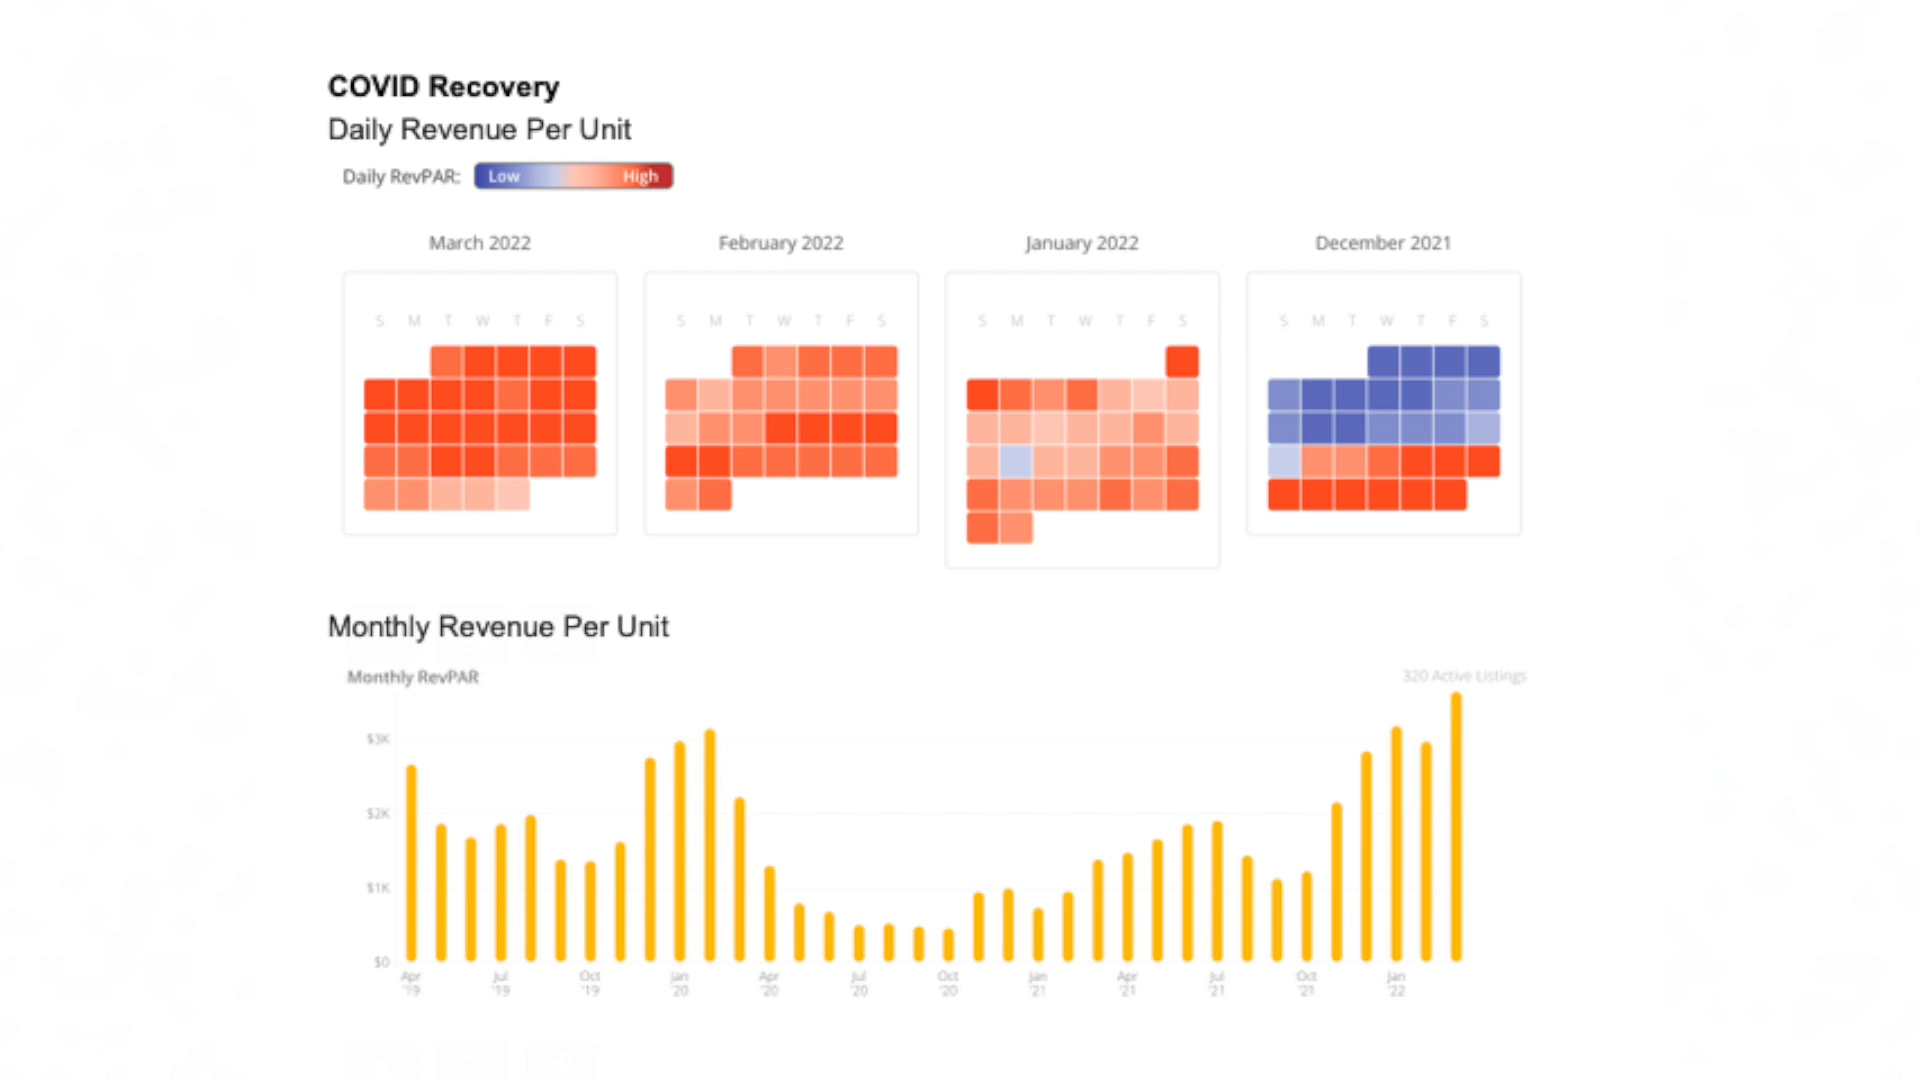 COVID Recovery
Daily Revenue Per Unit
Daily RevPAR: Low High
March 2022 February 2022 January 2022 December 2021
S M T W T F S S M T W T F S S M T W T F S S M T W T F S
Monthly Revenue Per Unit
Monthly RevPAR 320 Active Listings
$3K
$2K
$1K
$0
Apr Jul Oct Jan Apr Jul Oct Jan Apr Jul Oct Jan
'19 '19 '19 '20 '20 '20 '20 '21 '21 '21 '21 '22